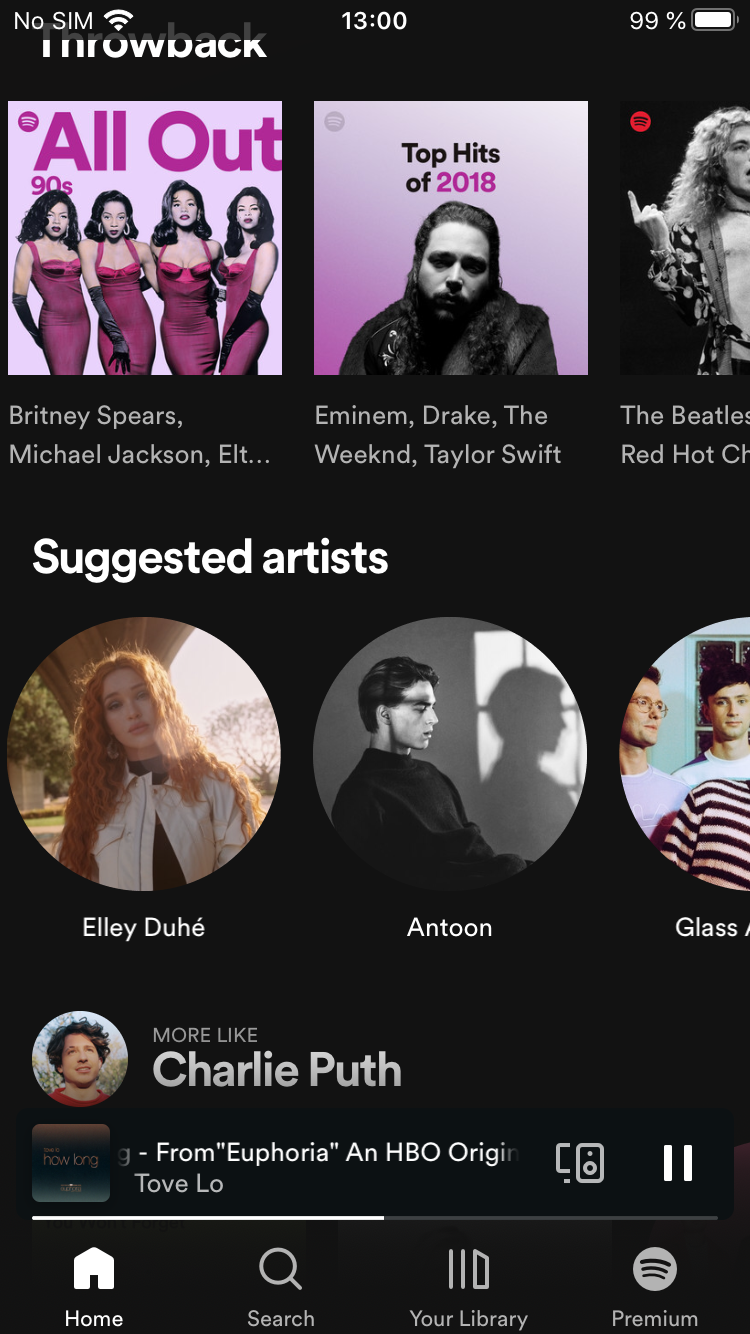 No SIM 13:00 99 %
Throwback
All Out
90s
Top Hits
of 2018
Britney Spears,
Michael Jackson, Elt...
Eminem, Drake, The
Weeknd, Taylor Swift
The Beatles
Red Hot Ch
Suggested artists
Elley Duhé
Antoon
Glass A
MORE LIKE
Charlie Puth
how long
g - From"Euphoria" An HBO Origin
Tove Lo
Home
Search
Your Library
Premium